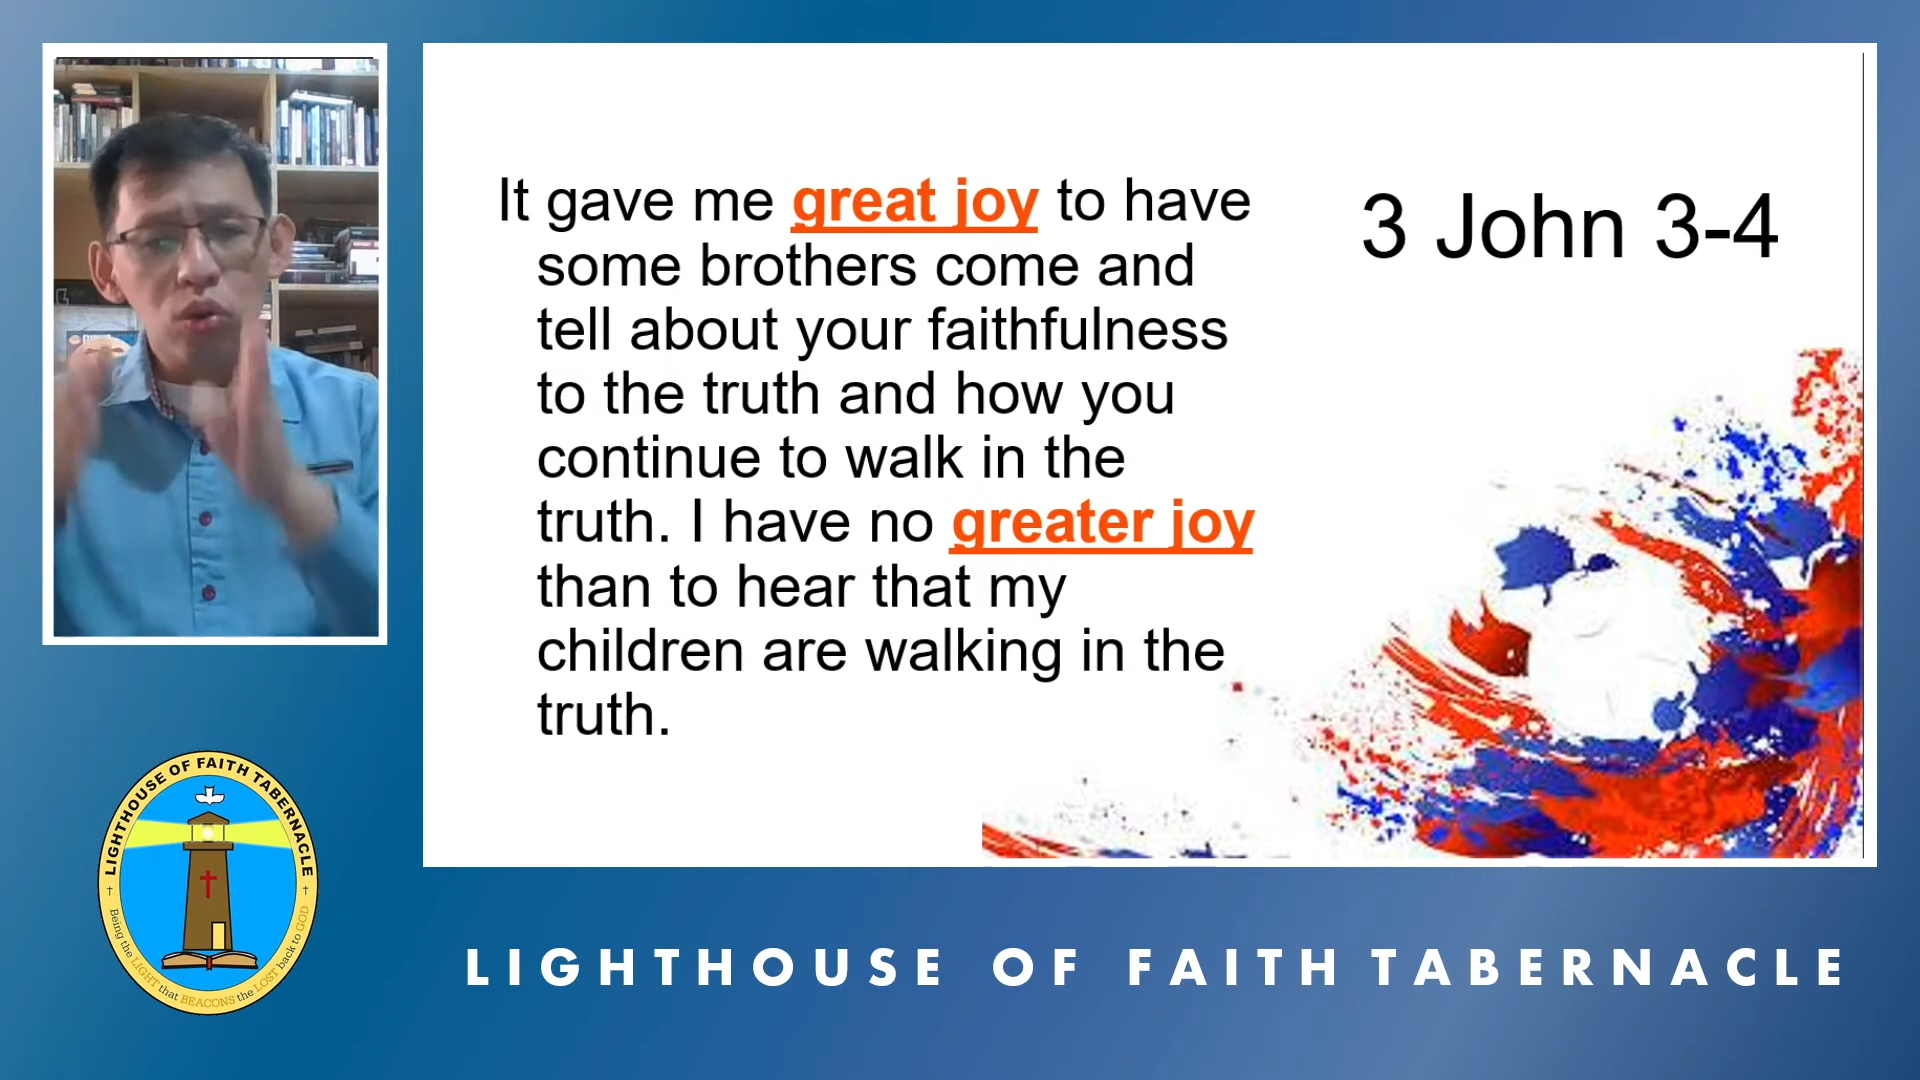 It gave me great joy to have
some brothers come and
tell about your faithfulness
to the truth and how you
continue to walk in the
truth. I have no greater joy
than to hear that my
children are walking in the
truth.
3 John 3-4
LIGHTHOUSE OF FAITH TABERNACLE
Being the LIGHT that BEACONS the LOST back to GOD
LIGHTHOUSE OF FAITH TABERNACLE